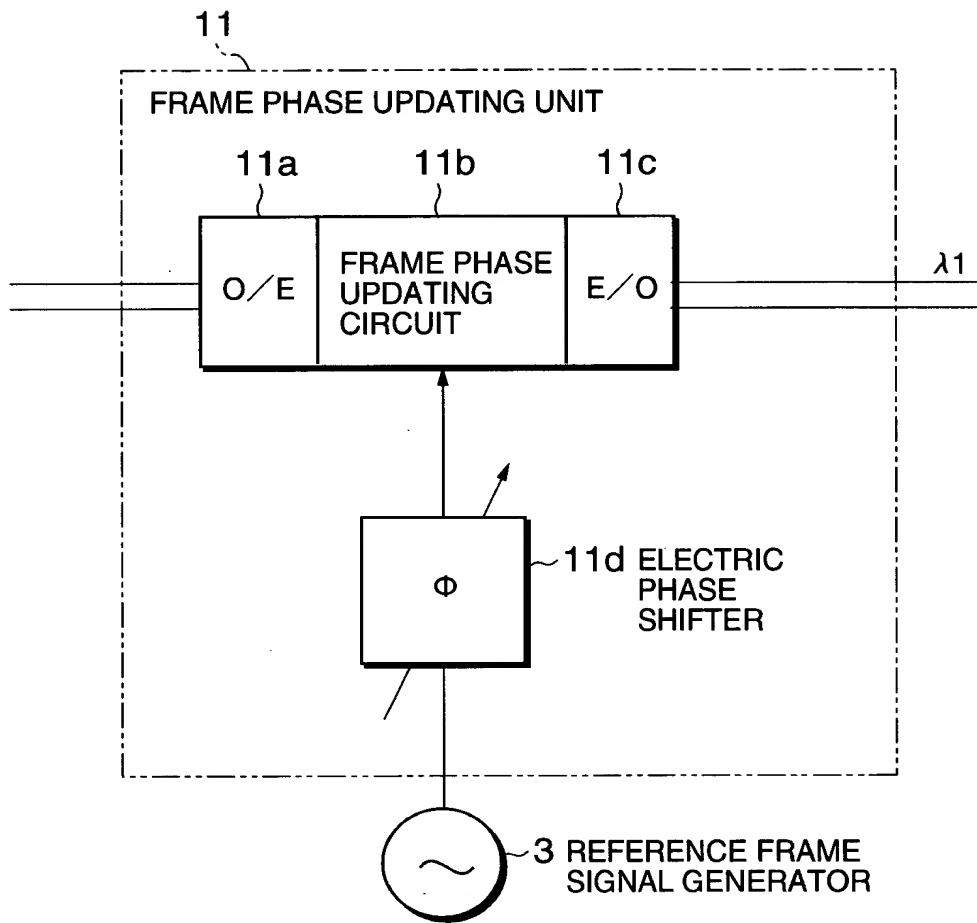 11
FRAME PHASE UPDATING UNIT
11a
11b
11c
O/E
FRAME PHASE
UPDATING
CIRCUIT
E/O
λ1
Φ
11d ELECTRIC
PHASE
SHIFTER
3 REFERENCE FRAME
SIGNAL GENERATOR